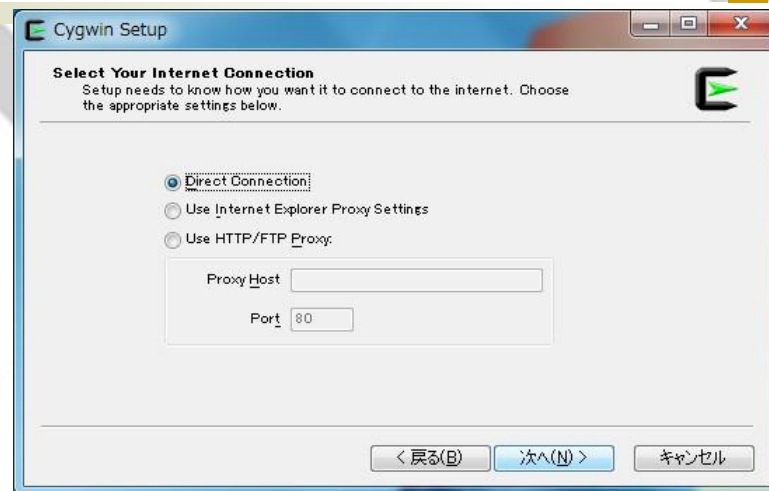 Cygwin Setup
Select Your Internet Connection
Setup needs to know how you want it to connect to the internet. Choose
the appropriate settings below.
Direct Connection
Use Internet Explorer Proxy Settings
Use HTTP/FTP Proxy:
Proxy Host
Port 80
< 戻る(B) 次へ(N) > キャンセル